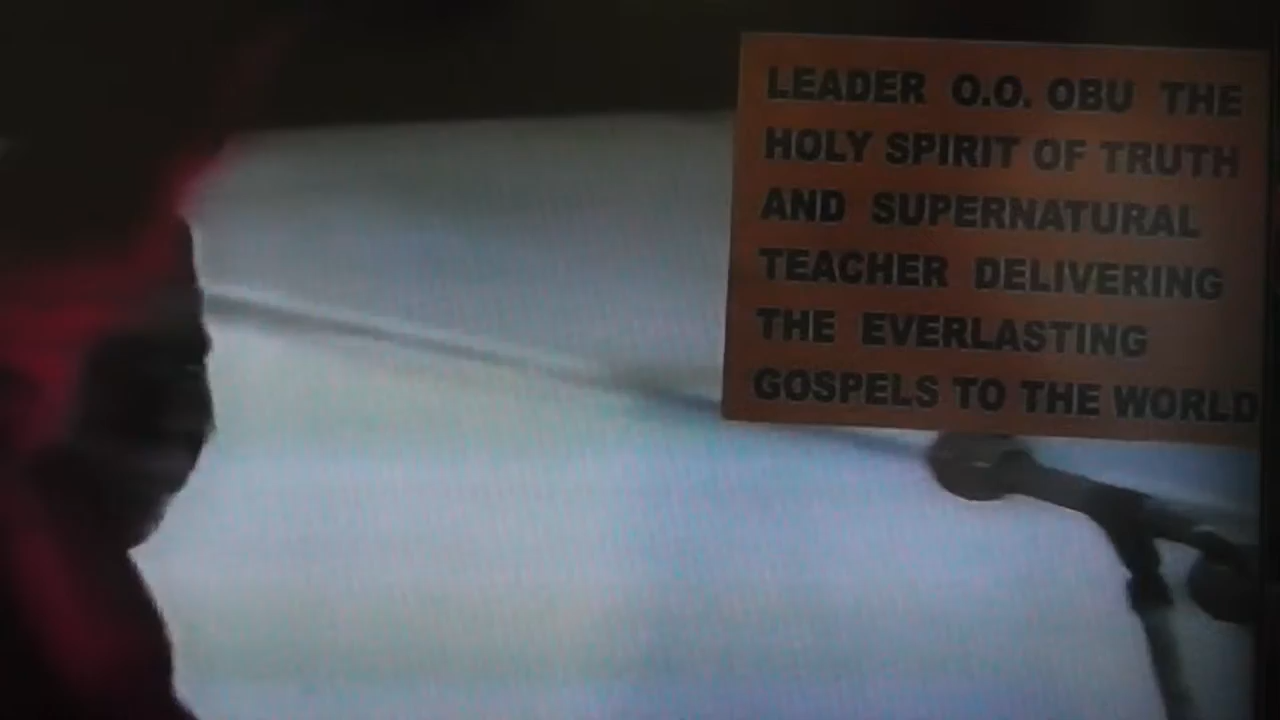 LEADER O.O. OBU THE
HOLY SPIRIT OF TRUTH
AND SUPERNATURAL
TEACHER DELIVERING
THE EVERLASTING
GOSPELS TO THE WORLD